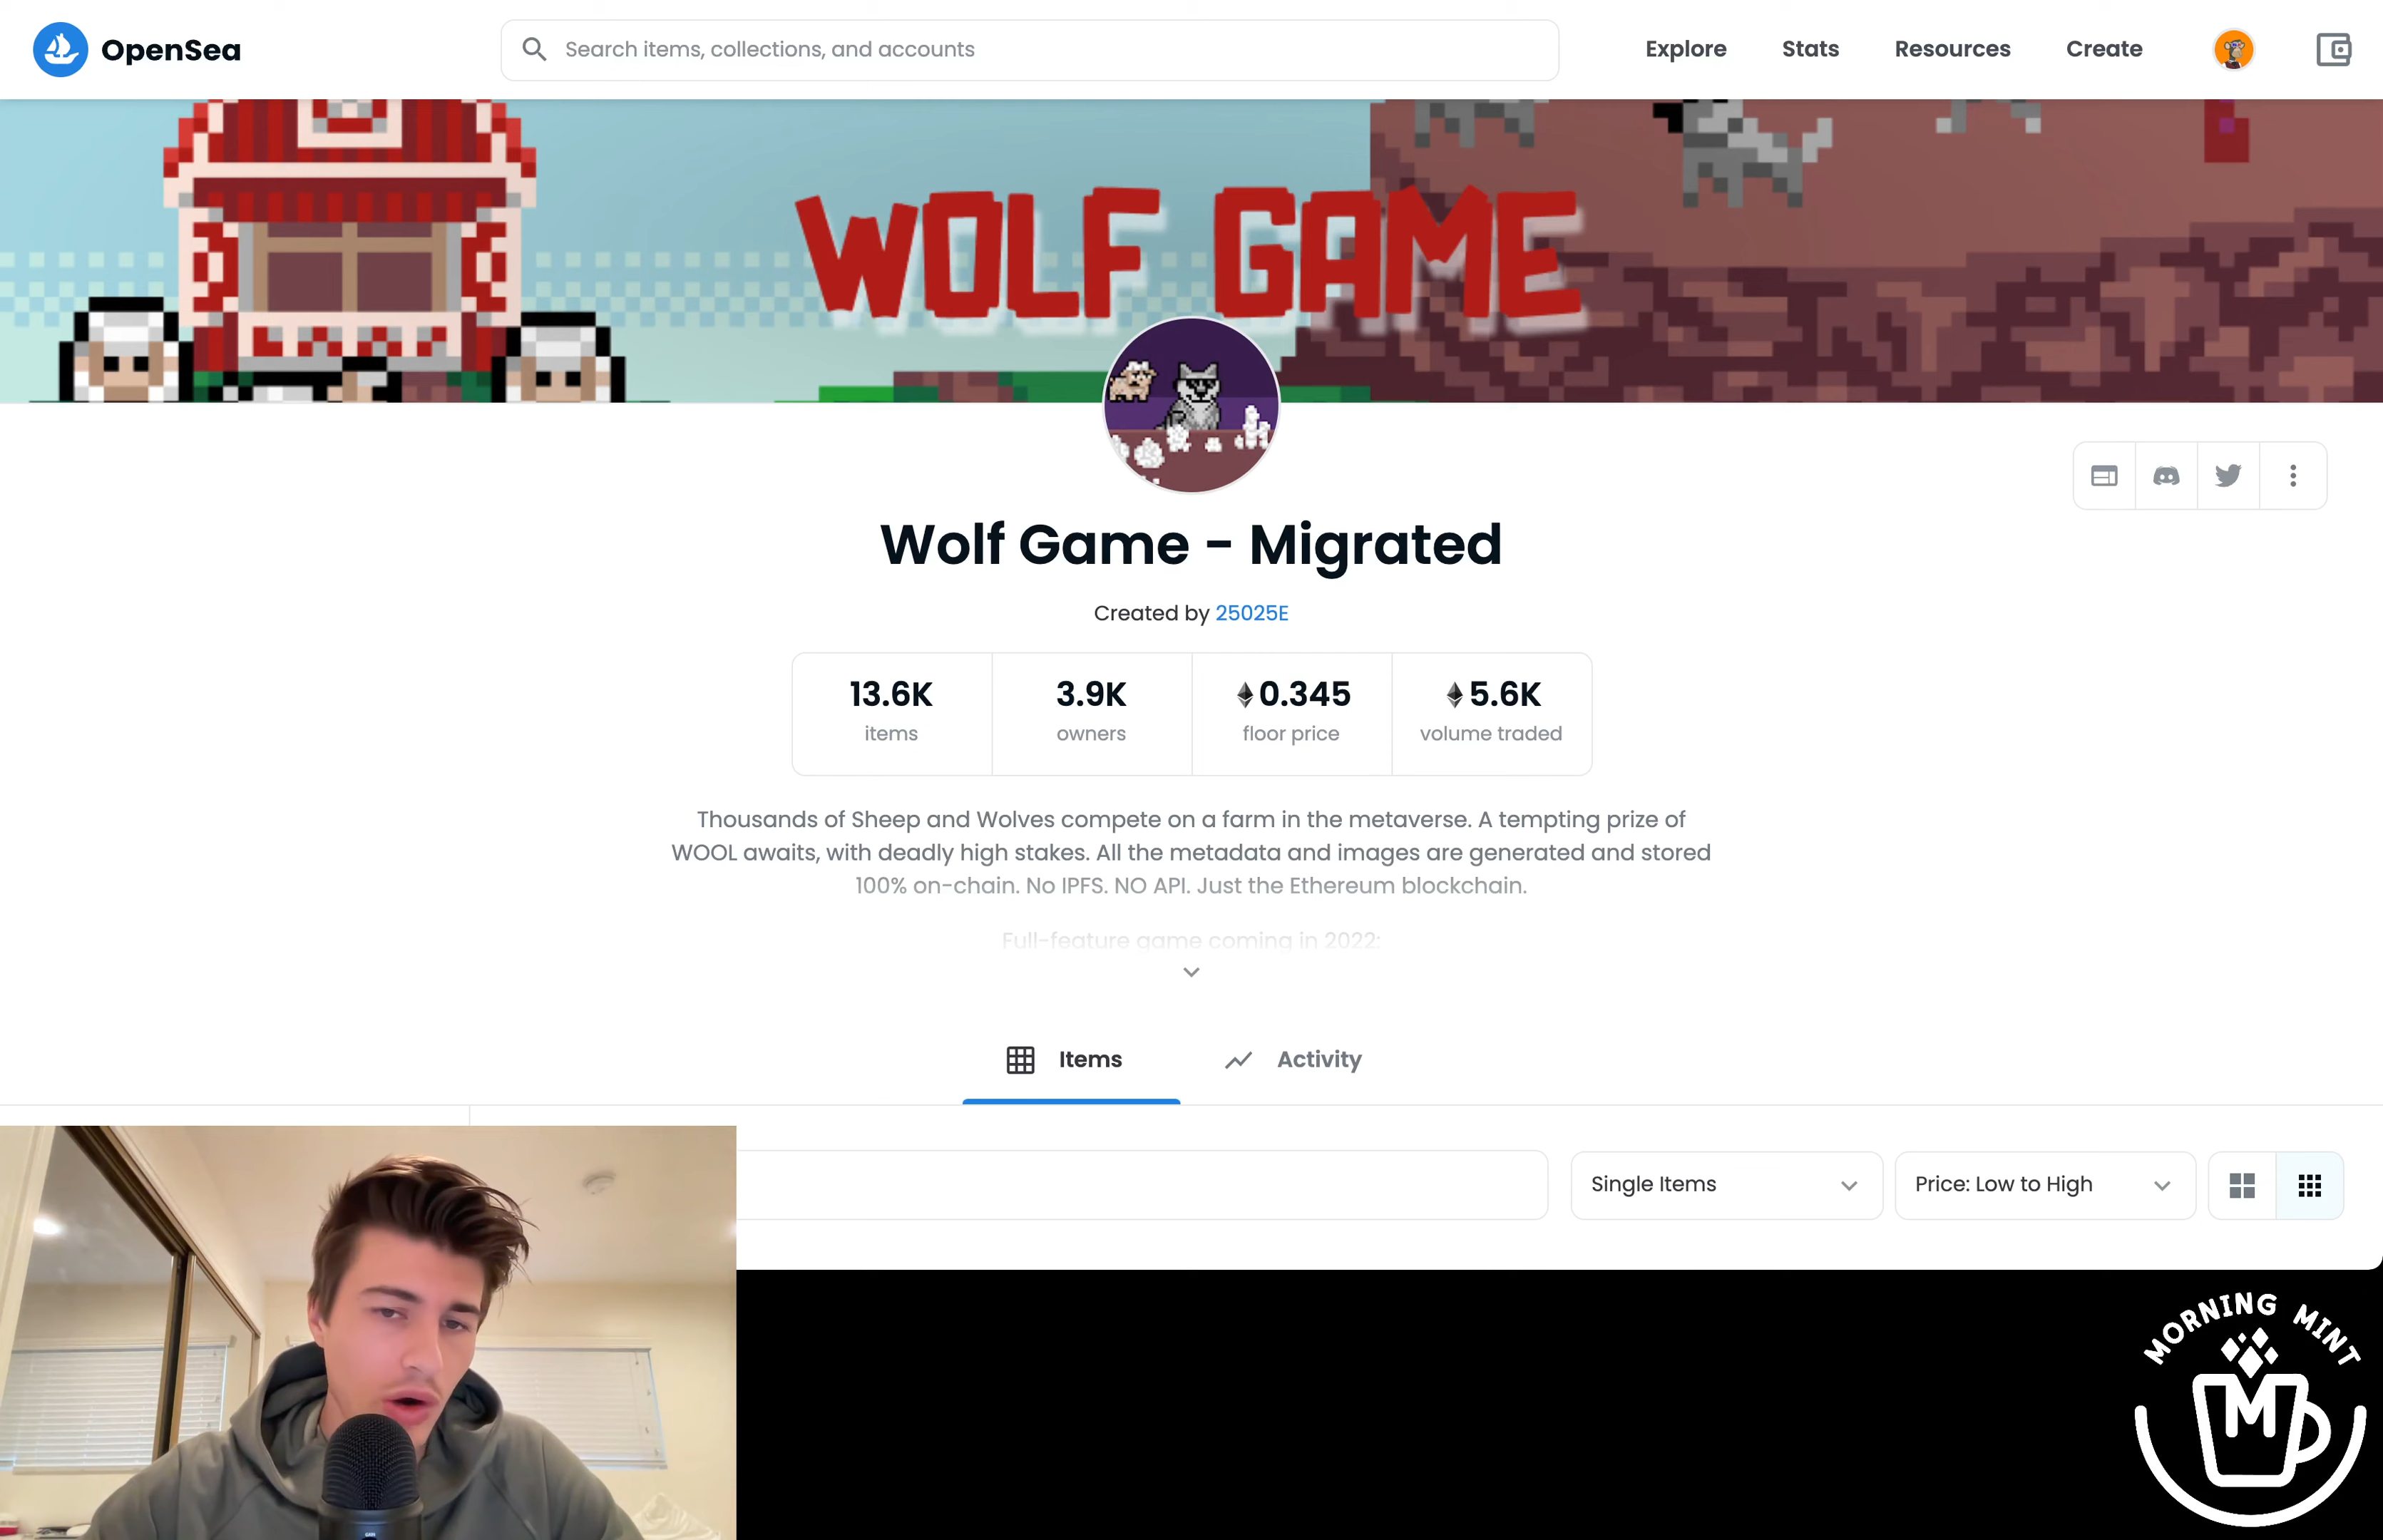 OpenSea
Search items, collections, and accounts
Explore
Stats
Resources
Create
WOLF GAME
Wolf Game - Migrated
Created by 25025E
13.6K
items
3.9K
owners
0.345
floor price
5.6K
volume traded
Thousands of Sheep and Wolves compete on a farm in the metaverse. A tempting prize of
WOOL awaits, with deadly high stakes. All the metadata and images are generated and stored
100% on-chain. No IPFS. NO API. Just the Ethereum blockchain.
Full-feature game coming in 2022:
Items
Activity
Single Items
Price: Low to High
MORNING MINT
M